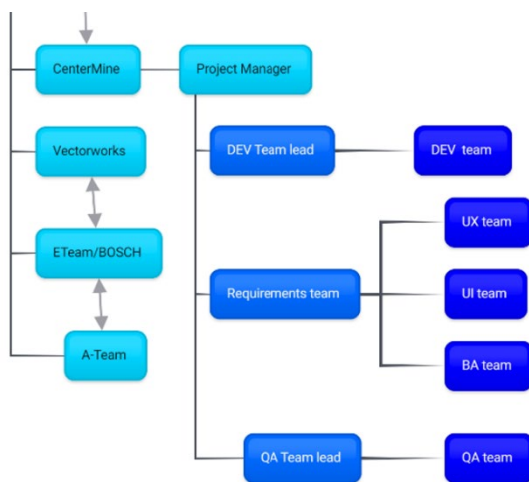 CenterMine
Project Manager
Vectorworks
DEV Team lead
DEV team
UX team
ETeam/BOSCH
Requirements team
UI team
A-Team
BA team
QA Team lead
QA team